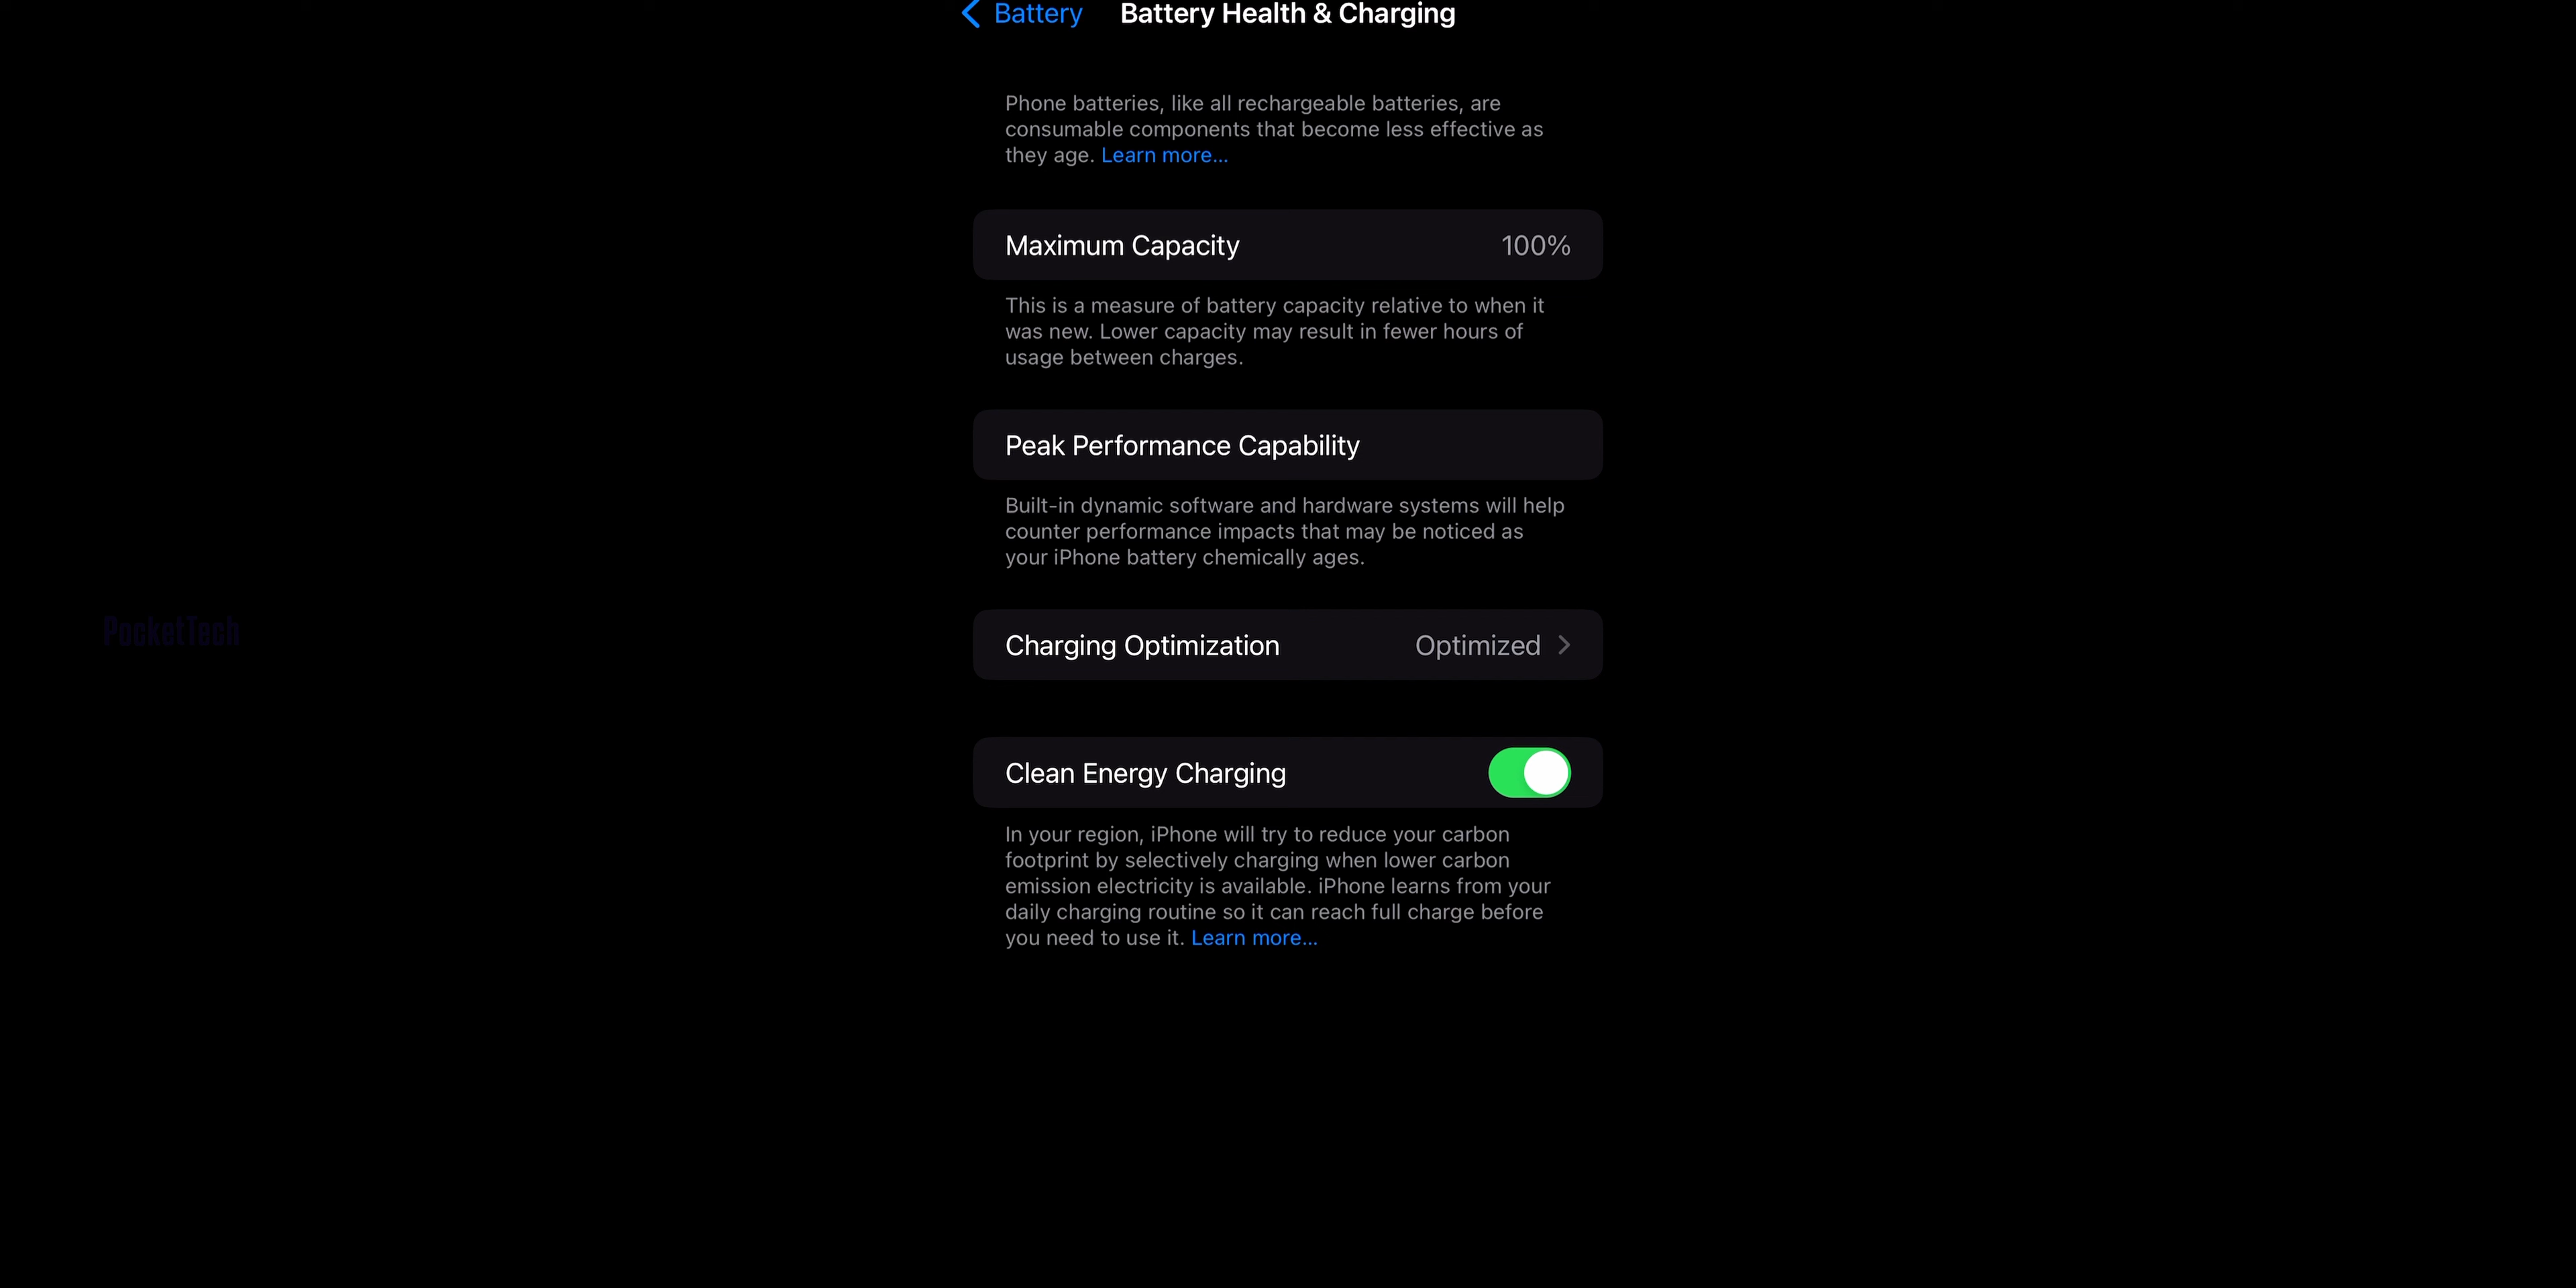 Battery Battery Health & Charging
Phone batteries, like all rechargeable batteries, are
consumable components that become less effective as
they age. Learn more...
Maximum Capacity 100%
This is a measure of battery capacity relative to when it
was new. Lower capacity may result in fewer hours of
usage between charges.
Peak Performance Capability
Built-in dynamic software and hardware systems will help
counter performance impacts that may be noticed as
your iPhone battery chemically ages.
PocketTech
Charging Optimization Optimized
Clean Energy Charging
In your region, iPhone will try to reduce your carbon
footprint by selectively charging when lower carbon
emission electricity is available. iPhone learns from your
daily charging routine so it can reach full charge before
you need to use it. Learn more...